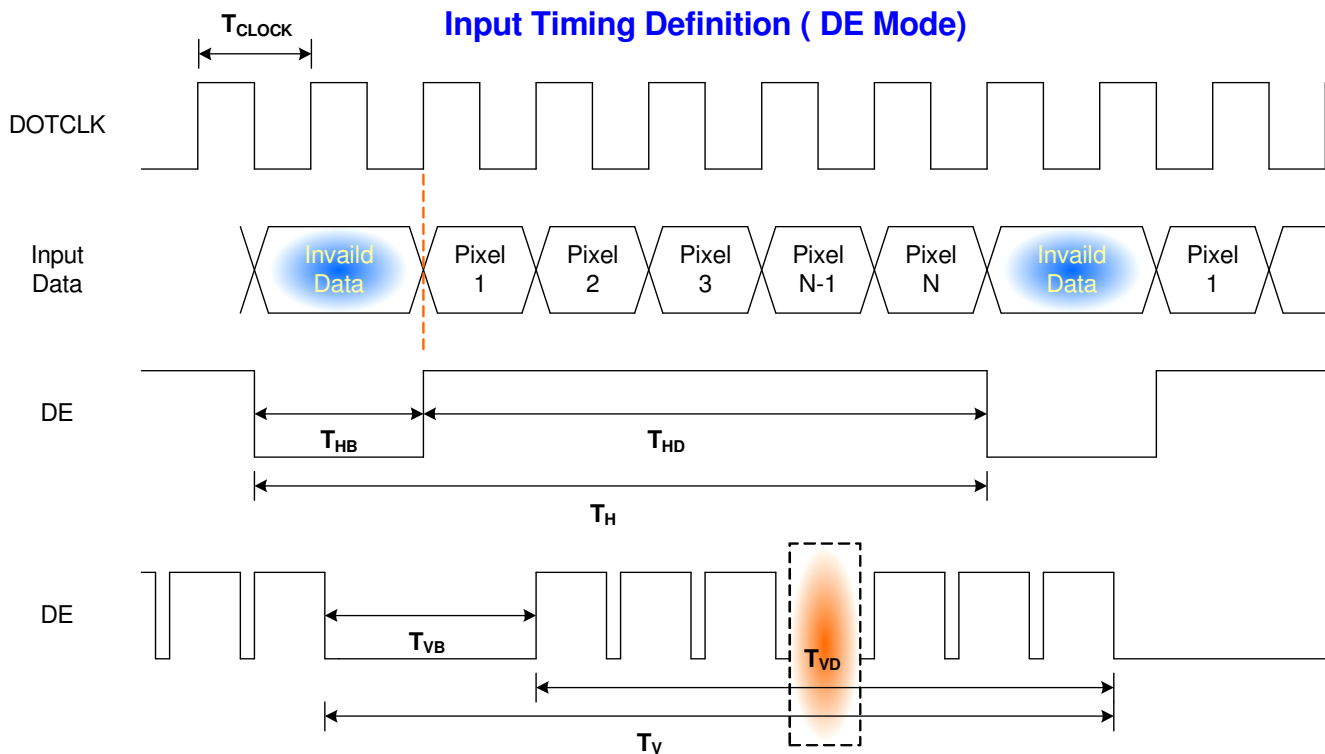 Input Timing Definition ( DE Mode)
TCLOCK
DOTCLK
Input
Data
Invaild
Data
Pixel
1
Pixel
2
Pixel
3
Pixel
N-1
Pixel
N
Invaild
Data
Pixel
1
DE
THB
THD
TH
DE
TVB
TVD
TV